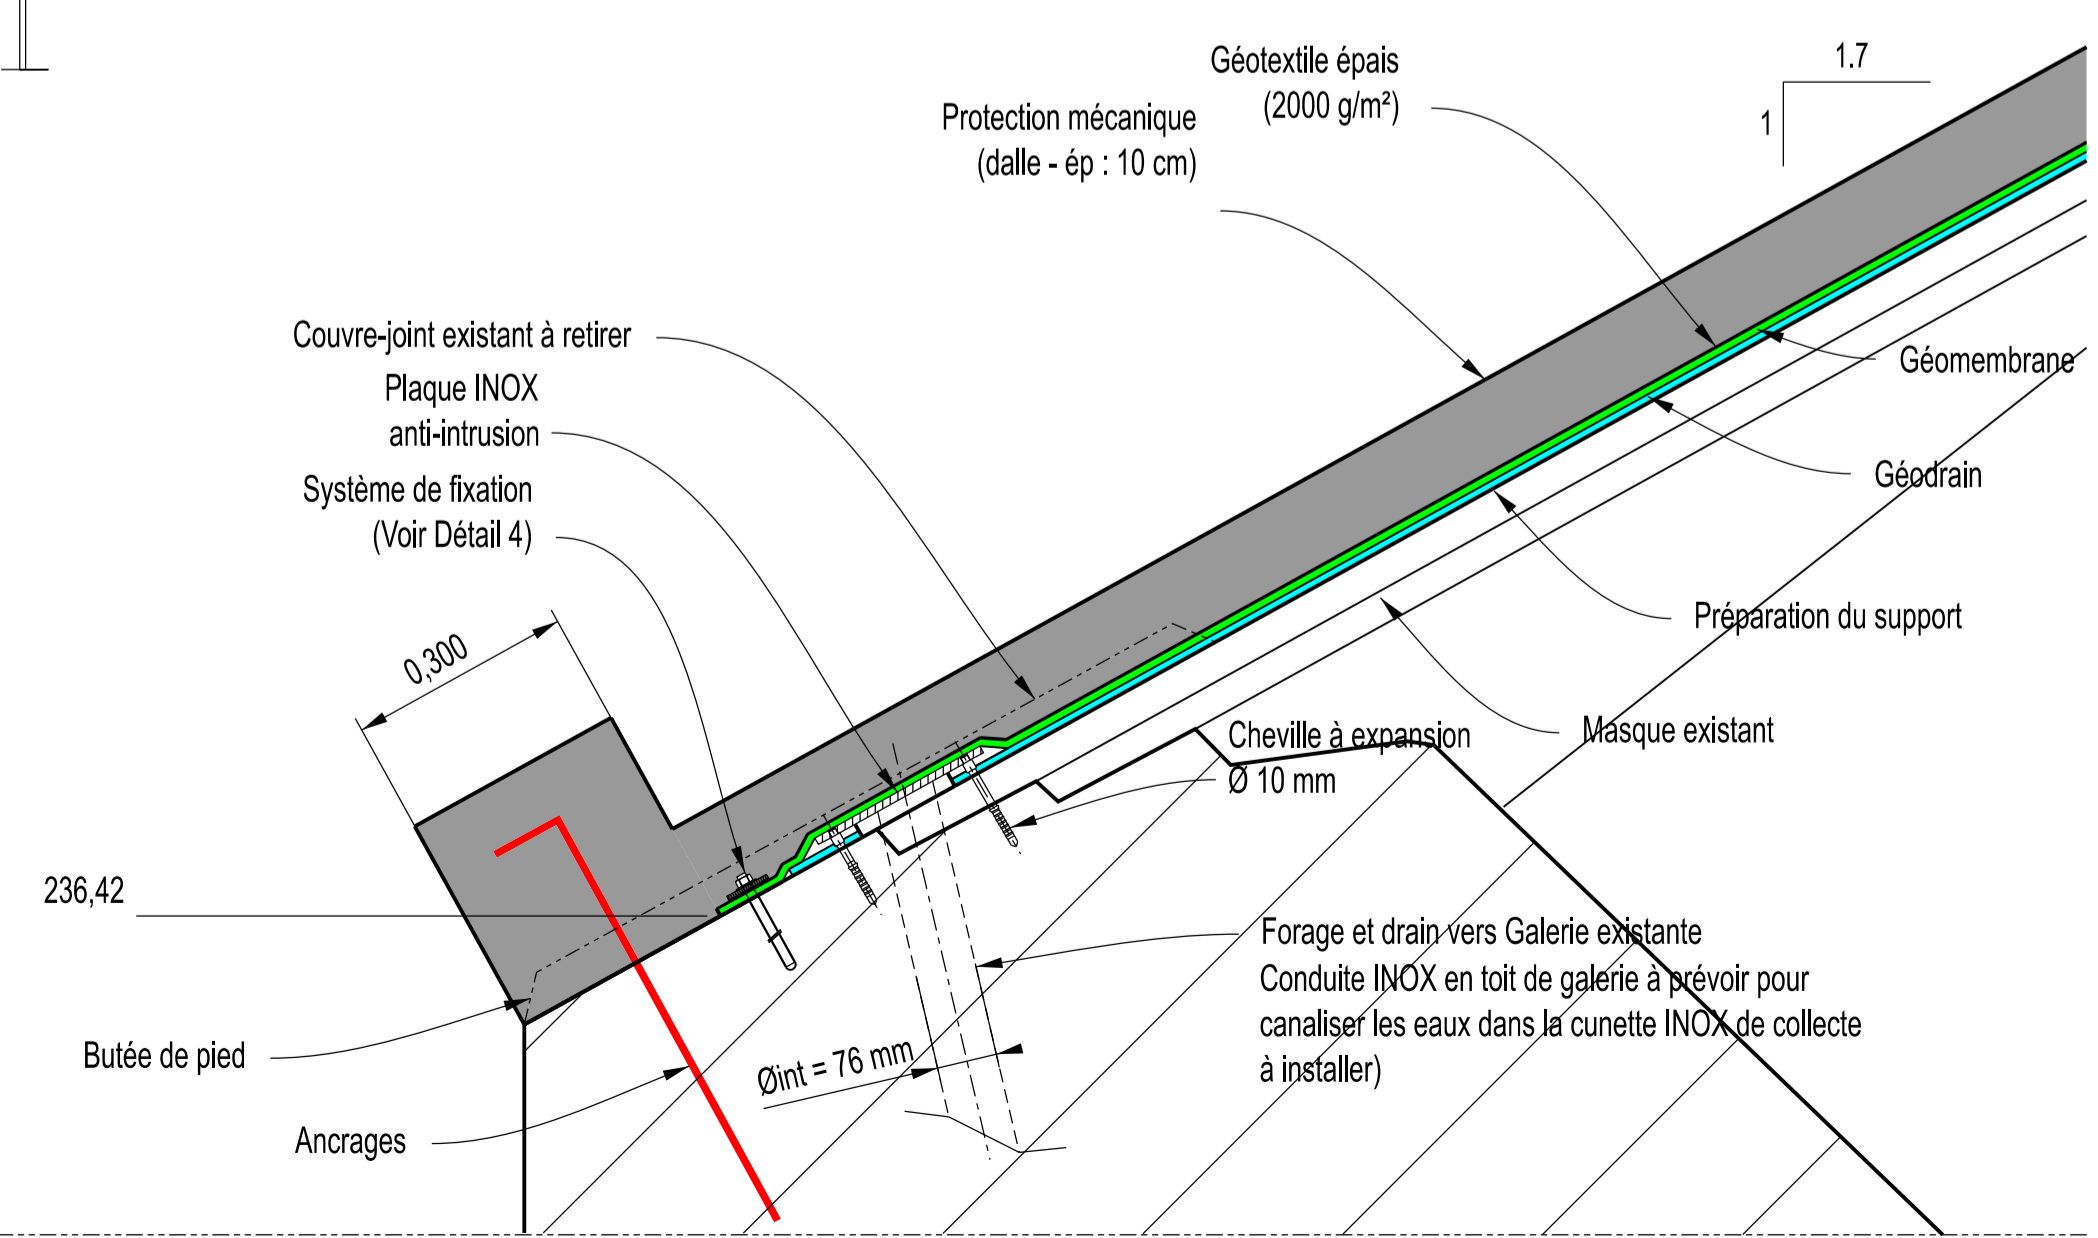 Géotextile épais
(2000 g/m²)
1.7
1
Protection mécanique
(dalle - ép : 10 cm)
Couvre-joint existant à retirer
Plaque INOX
anti-intrusion
Système de fixation
(Voir Détail 4)
Géomembrane
Géodrain
Préparation du support
Masque existant
0,300
Cheville à expansion
Ø 10 mm
236,42
Forage et drain vers Galerie existante
Conduite INOX en toit de galerie à prévoir pour
canaliser les eaux dans la cunette INOX de collecte
à installer)
Butée de pied
Øint = 76 mm
Ancrages